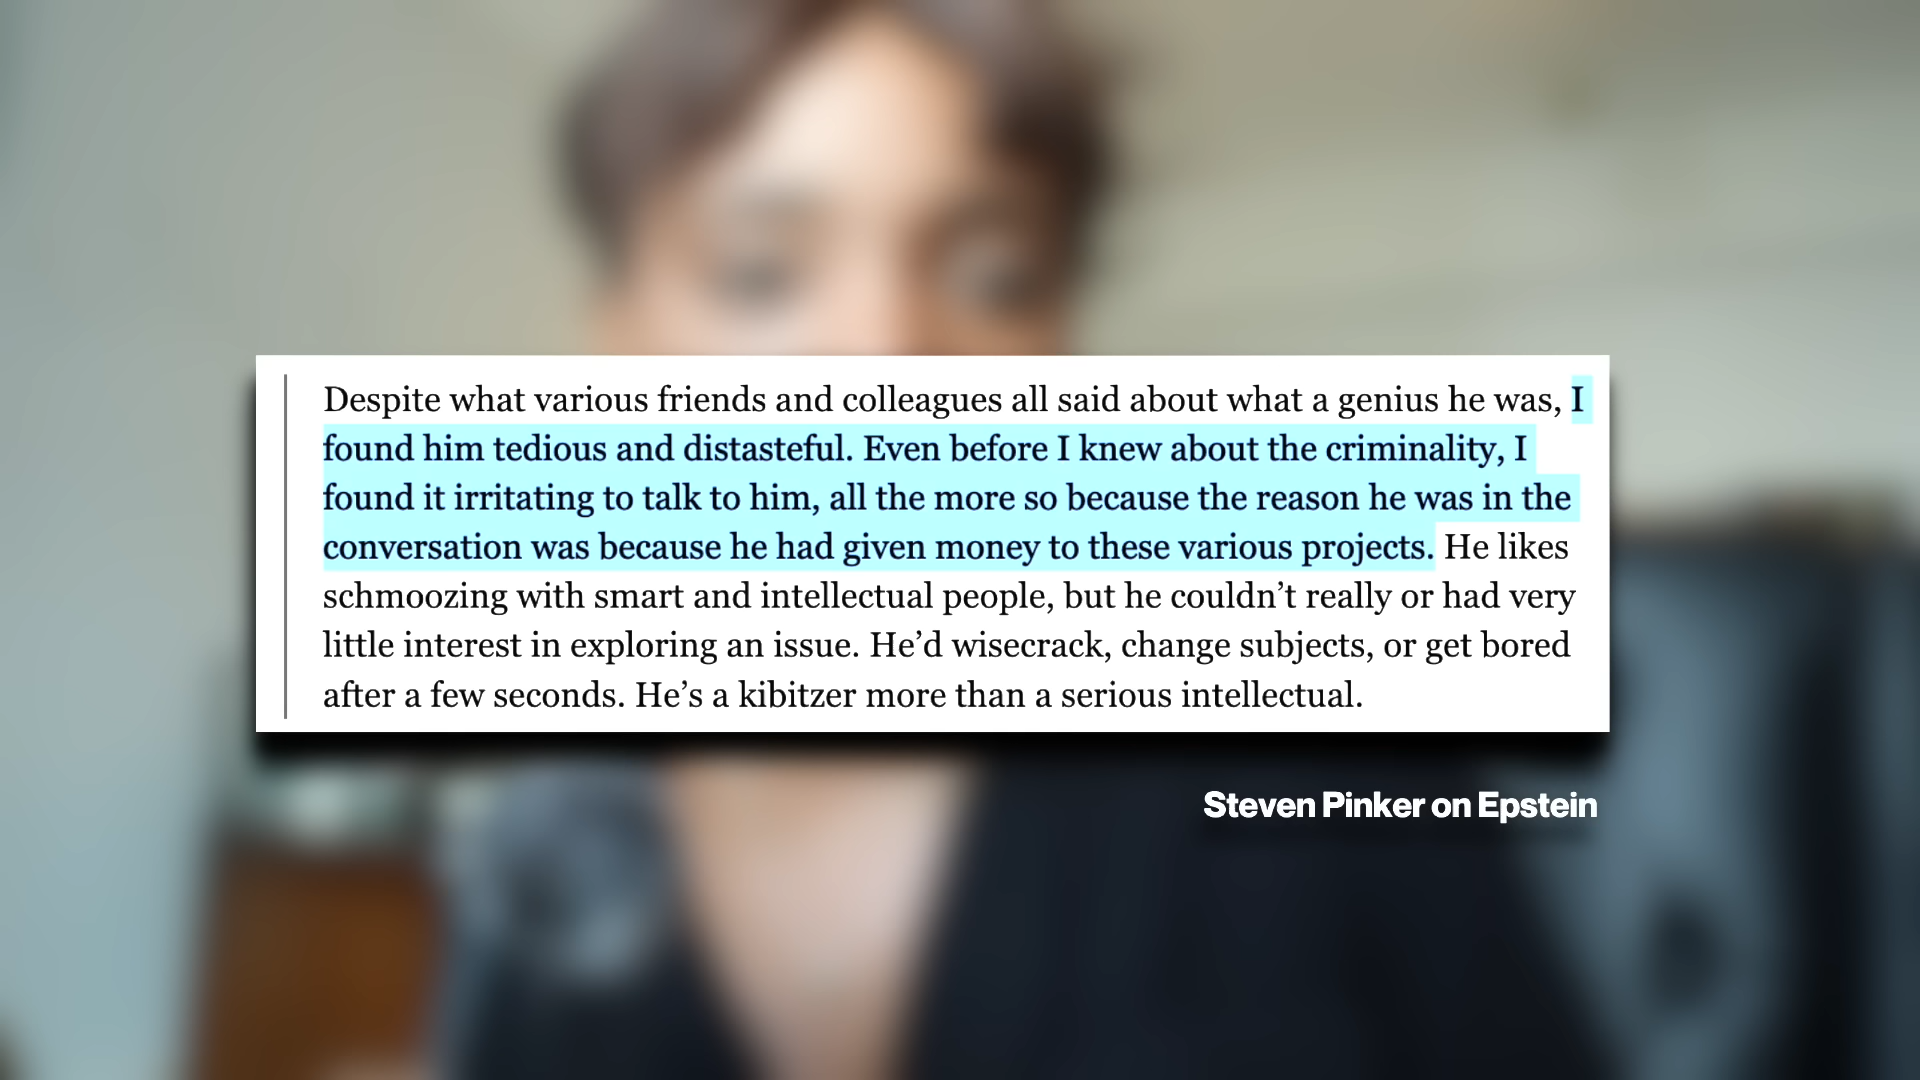 Despite what various friends and colleagues all said about what a genius he was, I
found him tedious and distasteful. Even before I knew about the criminality, I
found it irritating to talk to him, all the more so because the reason he was in the
conversation was because he had given money to these various projects. He likes
schmoozing with smart and intellectual people, but he couldn’t really or had very
little interest in exploring an issue. He’d wisecrack, change subjects, or get bored
after a few seconds. He’s a kibitzer more than a serious intellectual.
Steven Pinker on Epstein